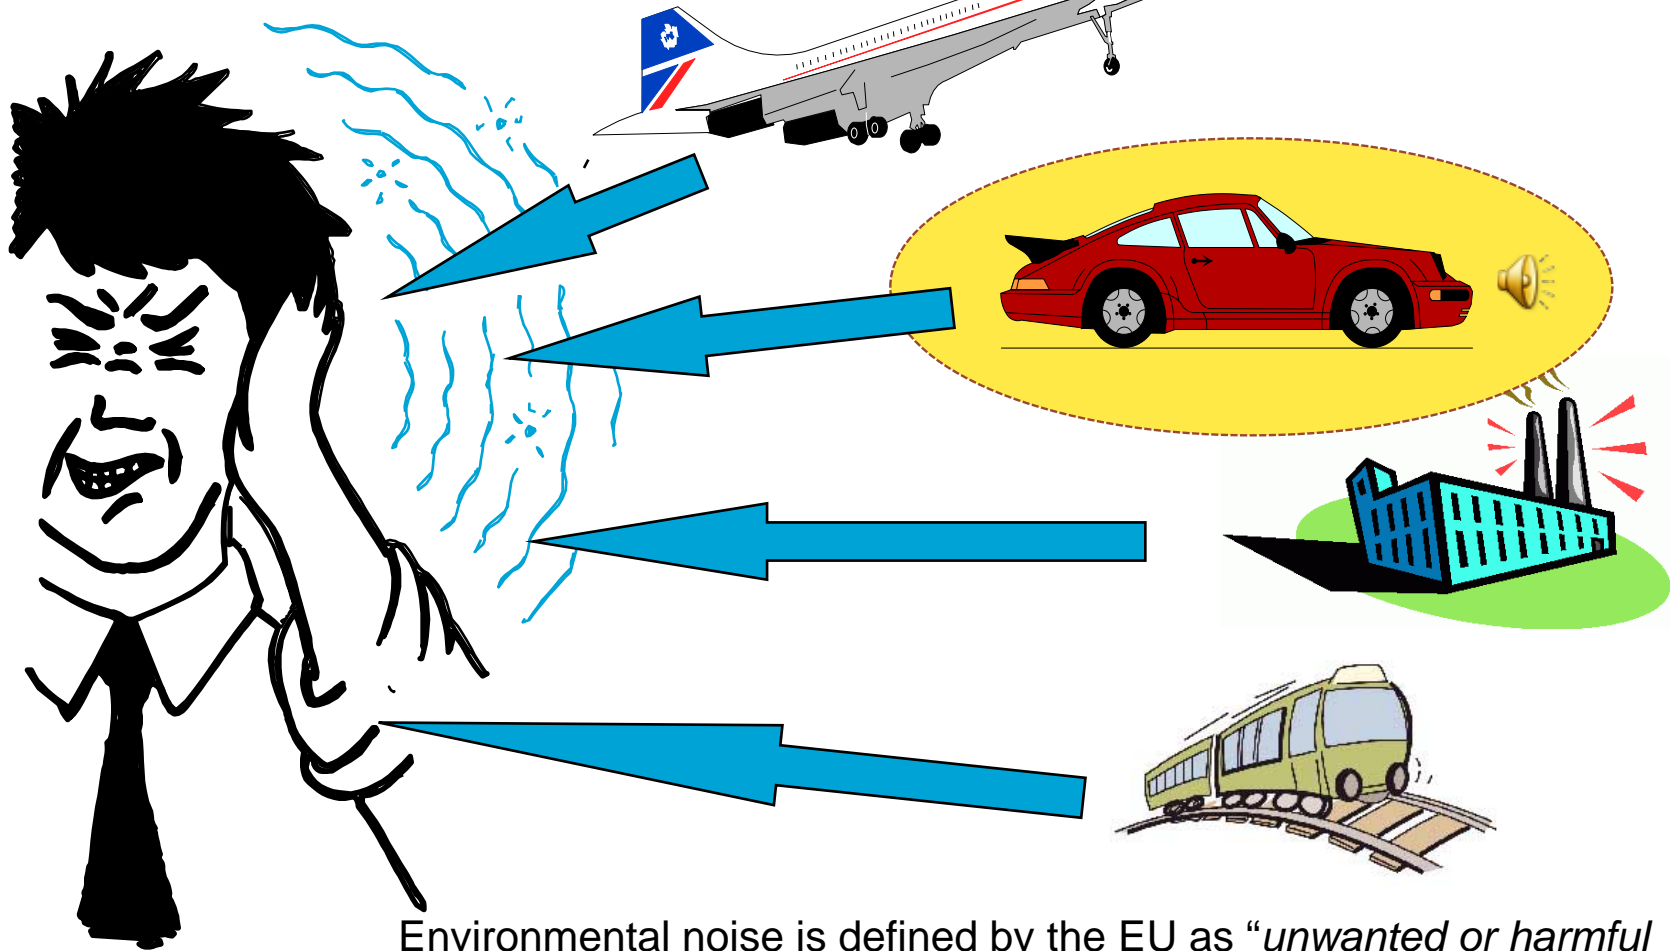 Environmental noise is defined by the EU as “unwanted or harmful